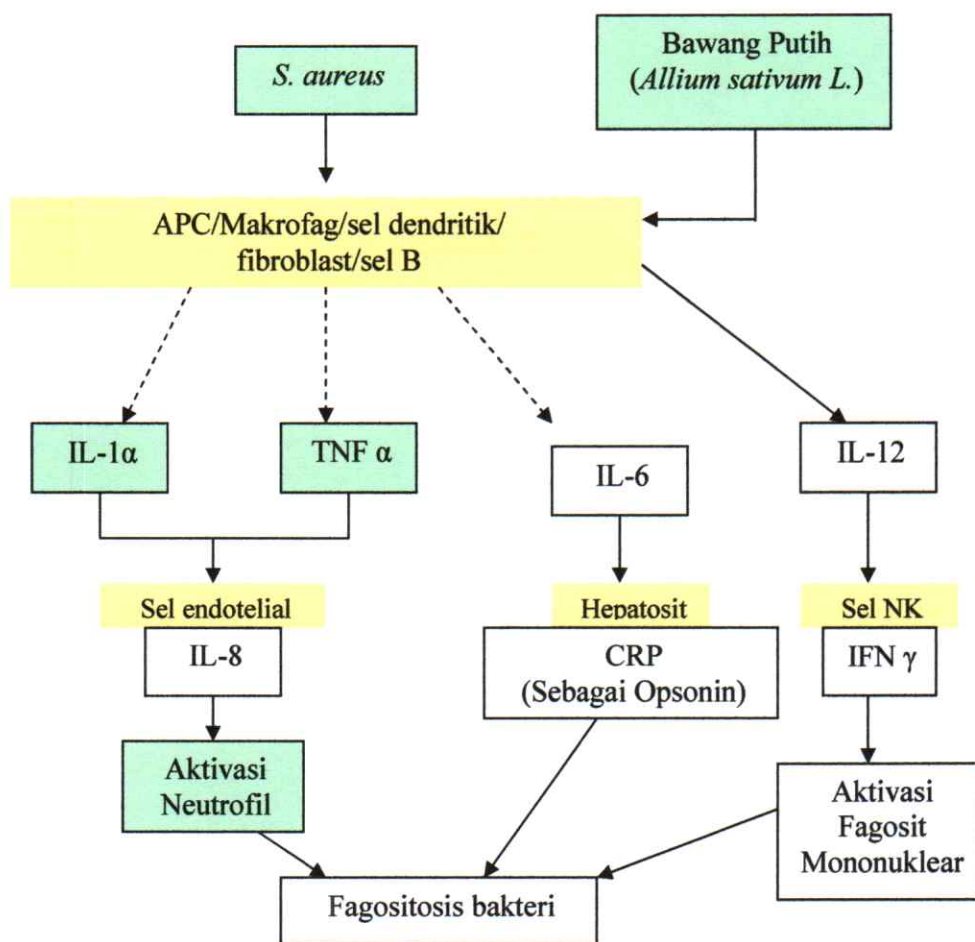 S. aureus
Bawang Putih
(Allium sativum L.)
APC/Makrofag/sel dendritik/
fibroblast/sel B
IL-1α
TNF α
IL-6
IL-12
Sel endotelial
Hepatosit
Sel NK
IL-8
CRP
(Sebagai Opsonin)
IFN γ
Aktivasi
Neutrofil
Aktivasi
Fagosit
Mononuklear
Fagositosis bakteri